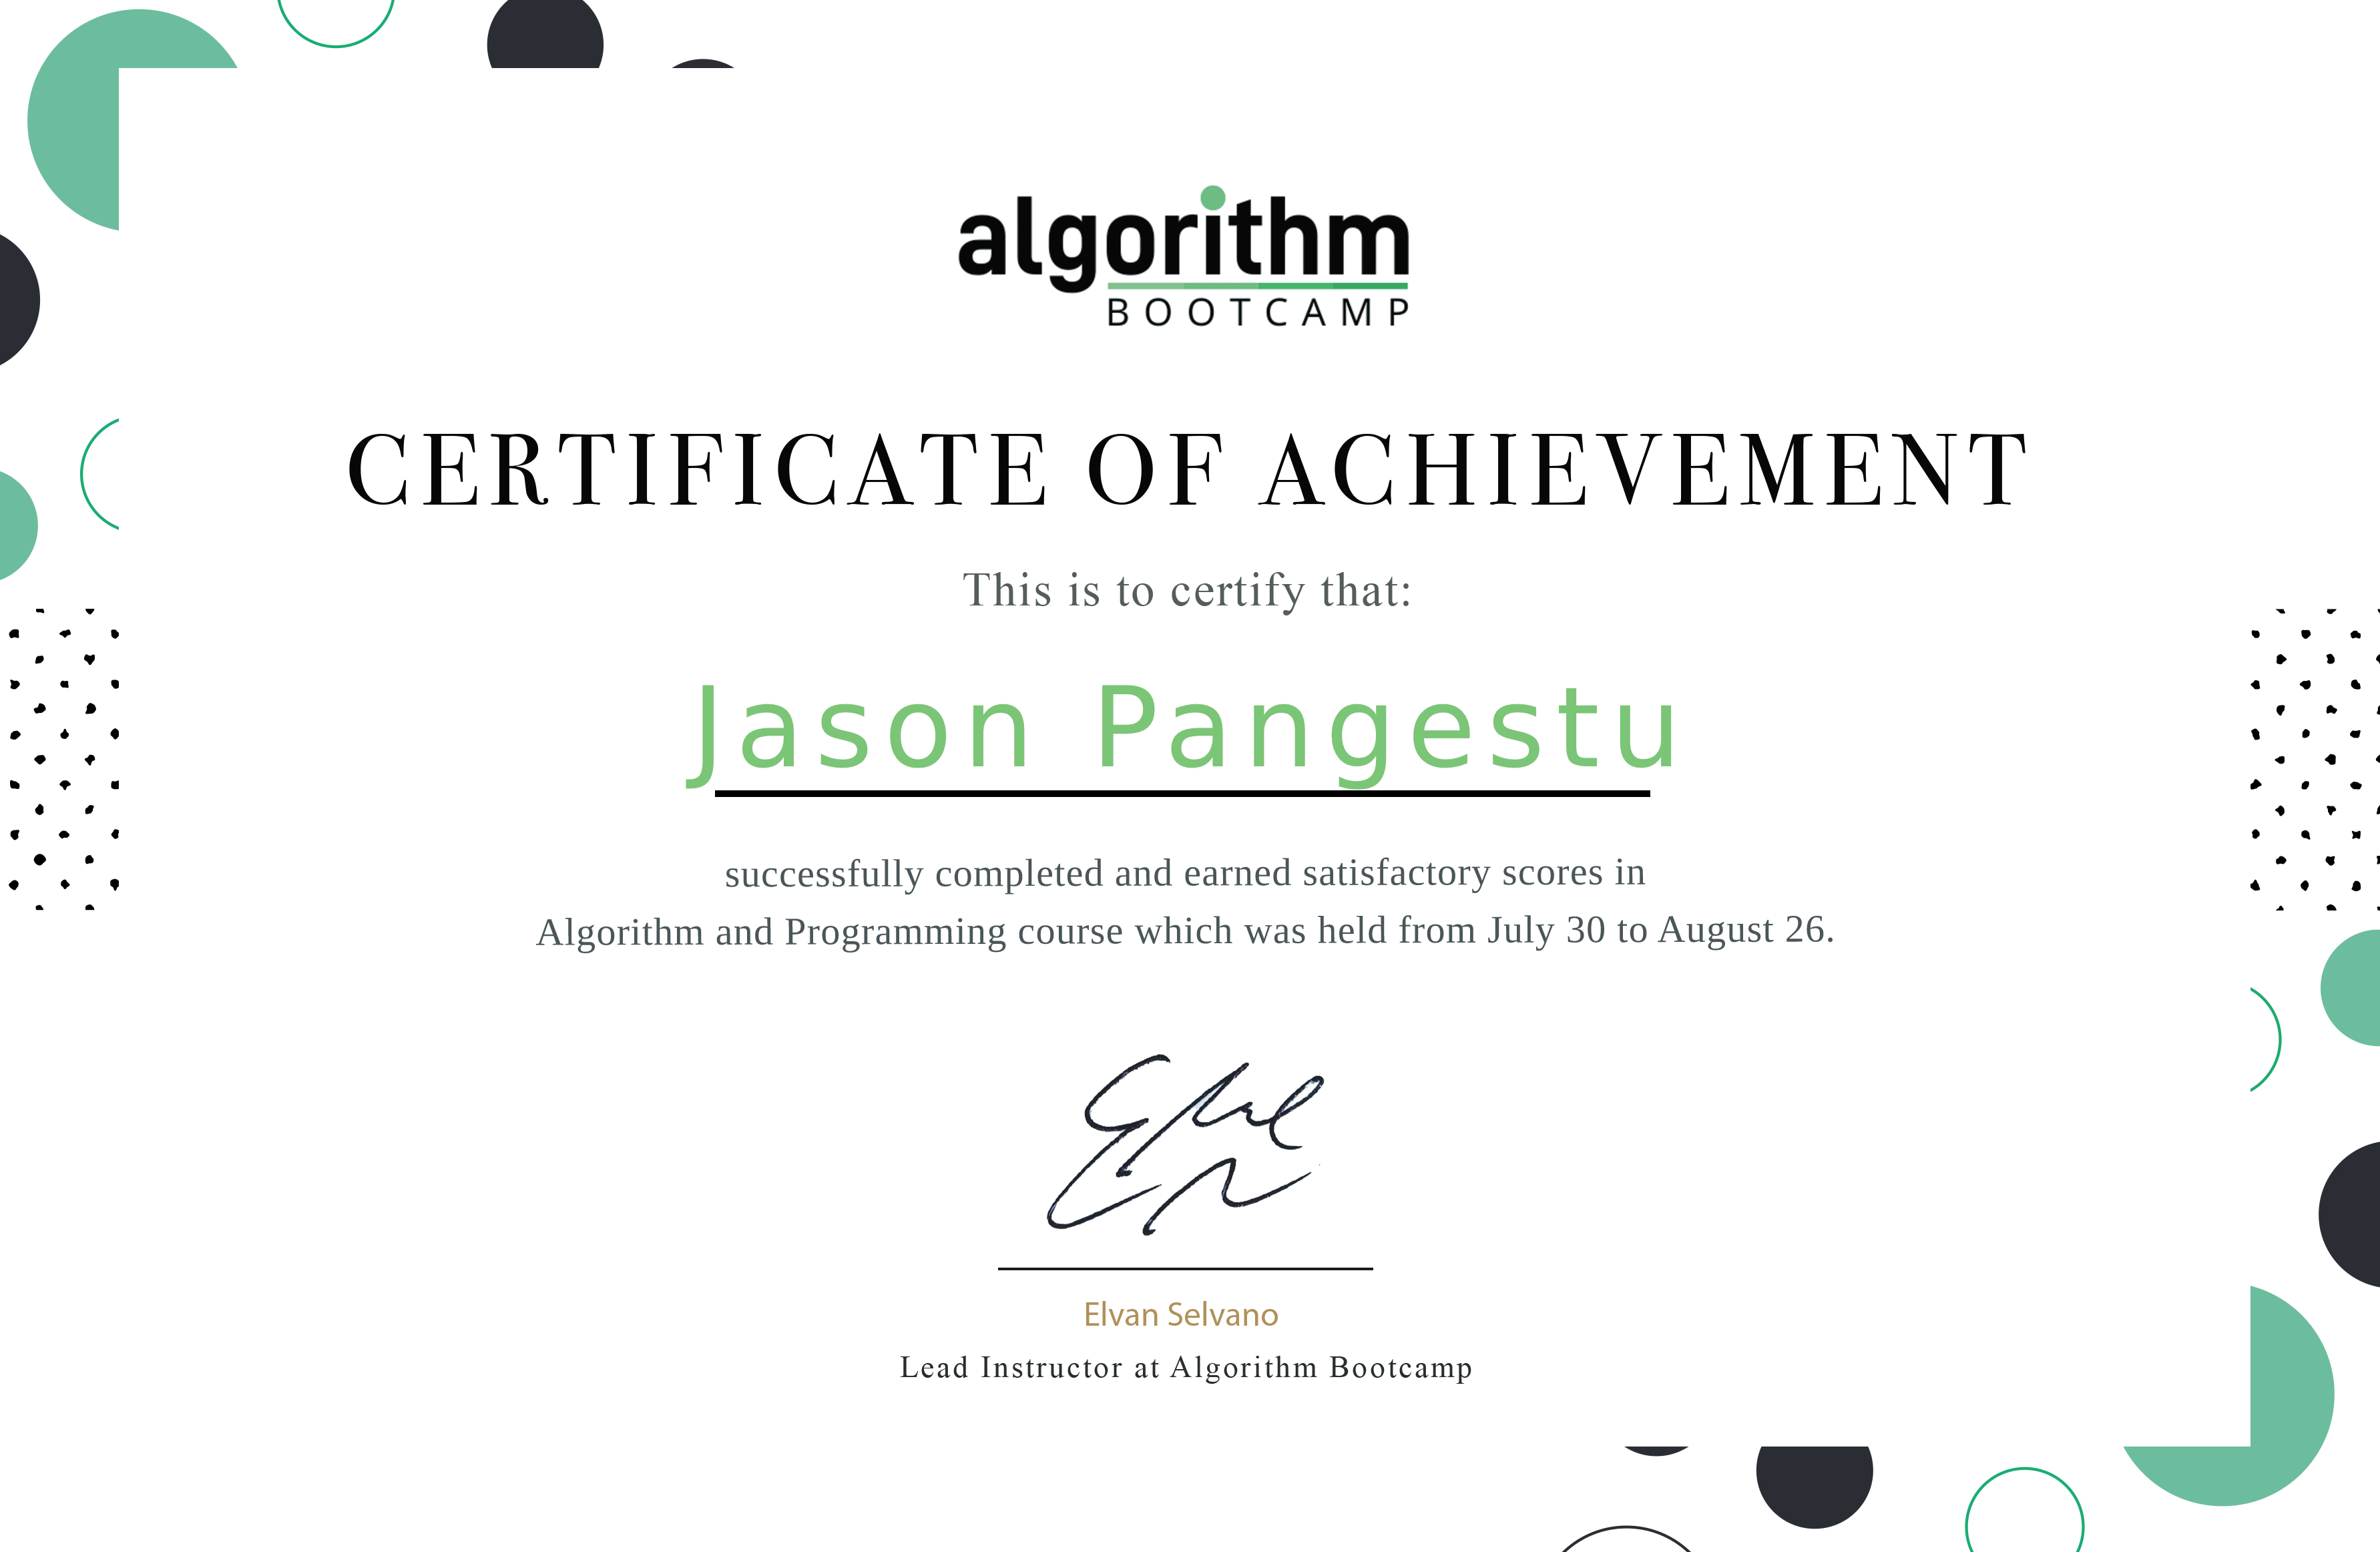 algorithm
BOOTCAMP
CERTIFICATE OF ACHIEVEMENT
This is to certify that:
Jason Pangestu
successfully completed and earned satisfactory scores in
Algorithm and Programming course which was held from July 30 to August 26.
Elvan Selvano
Lead Instructor at Algorithm Bootcamp